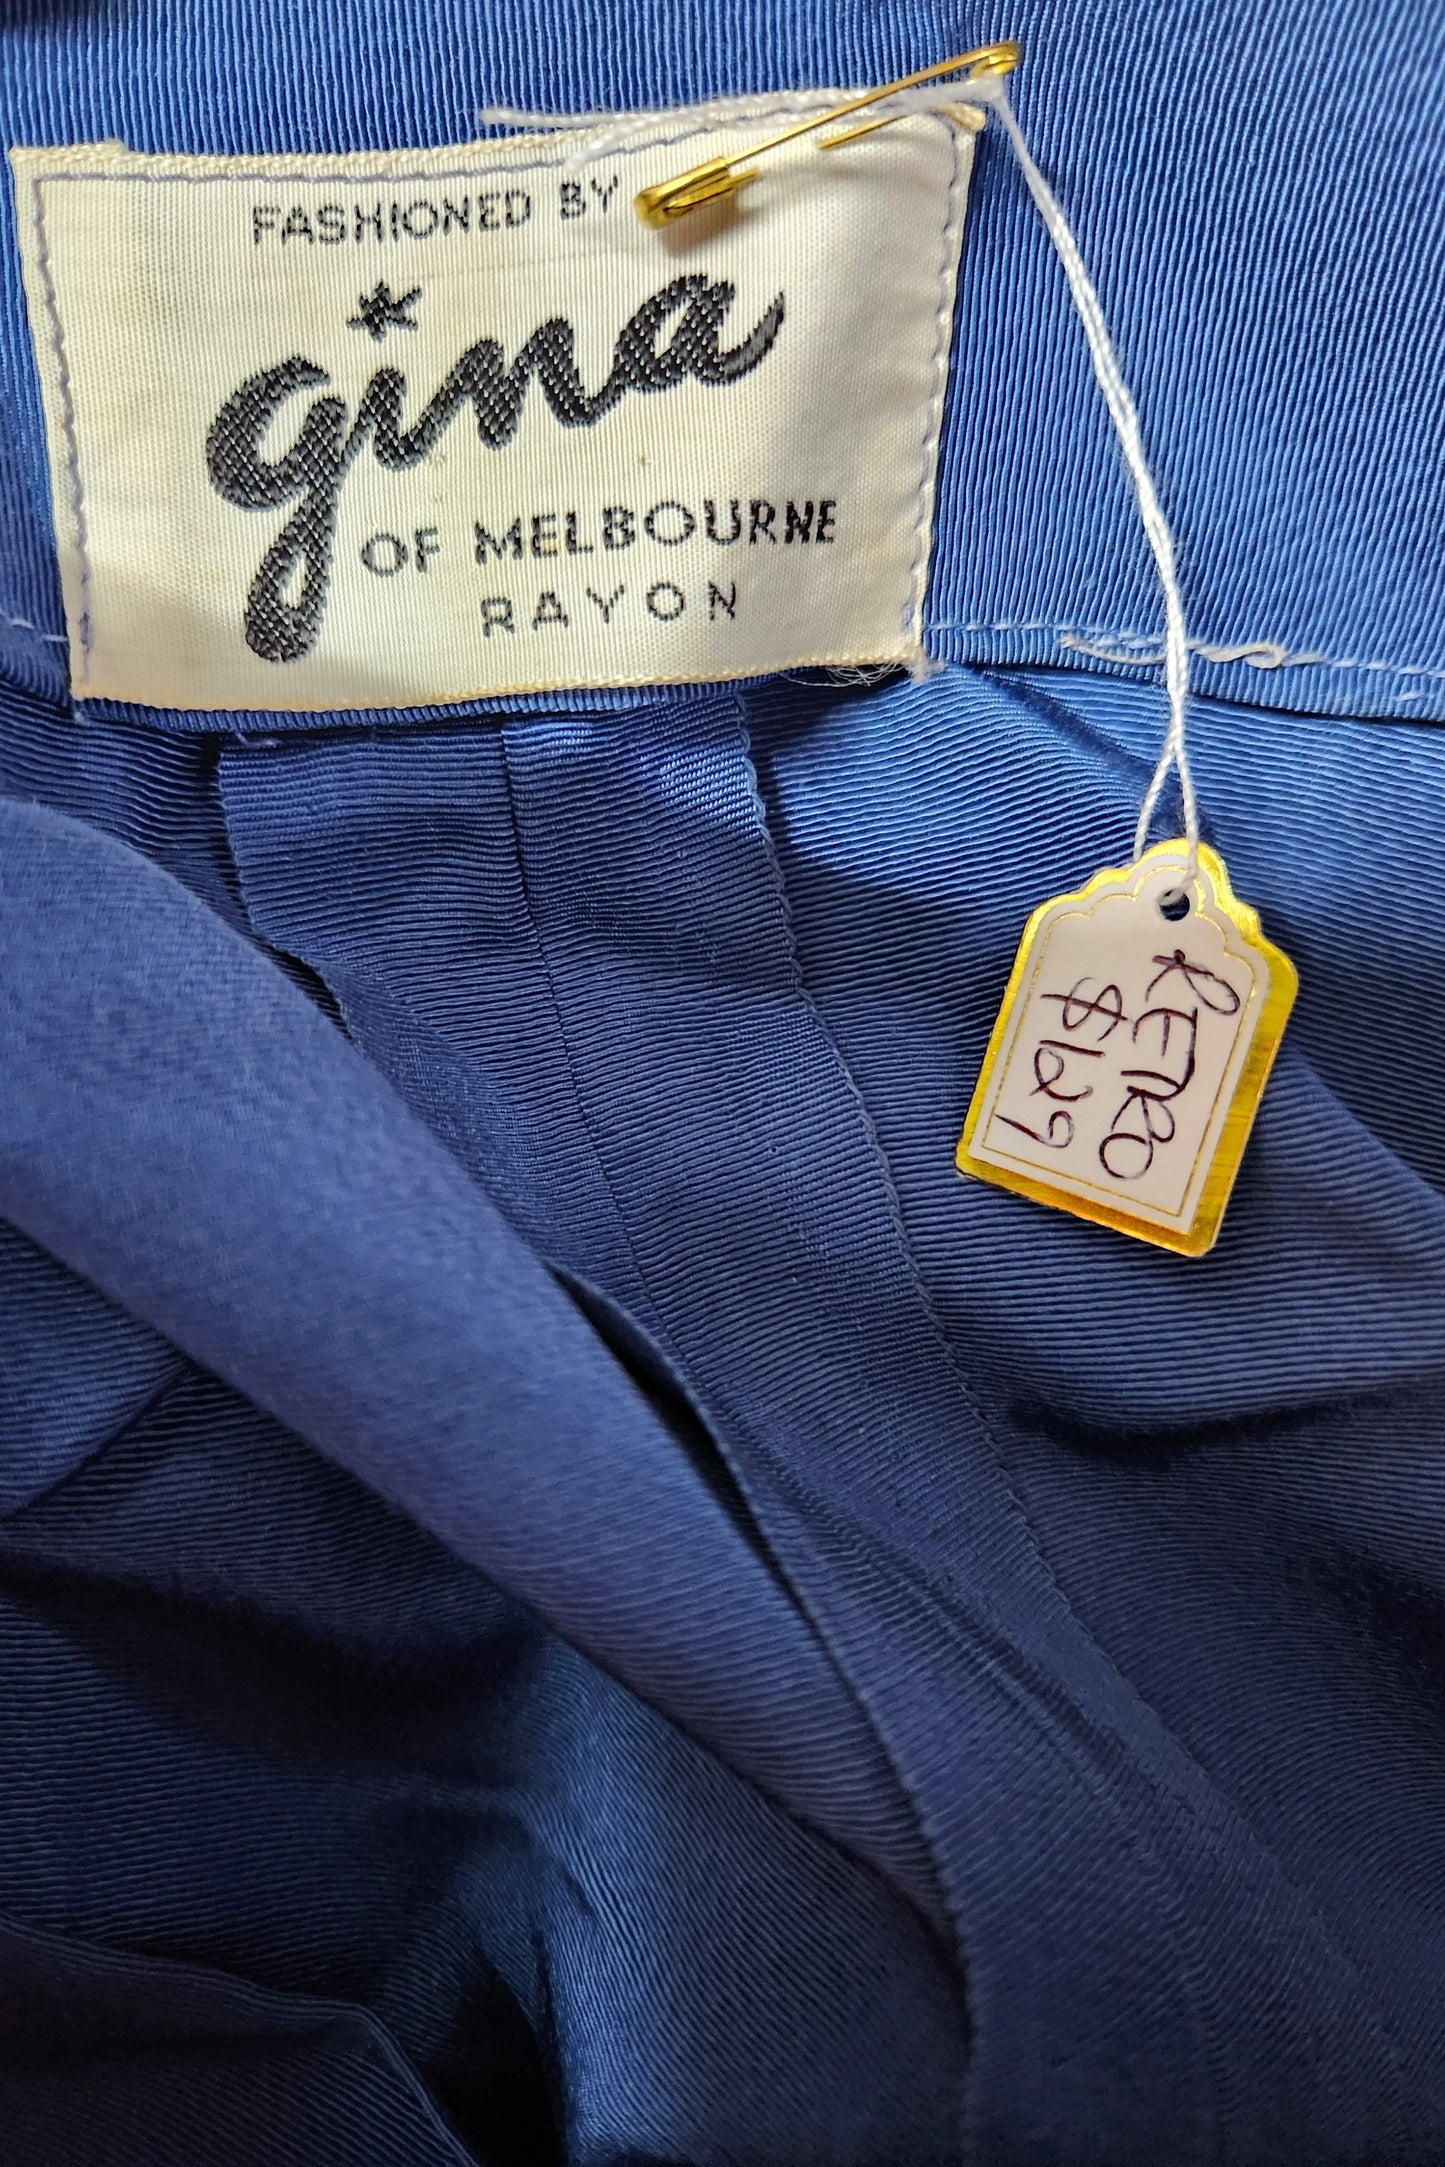 FASHIONED BY
gina
OF MELBOURNE
RAYON
RETRO
$129